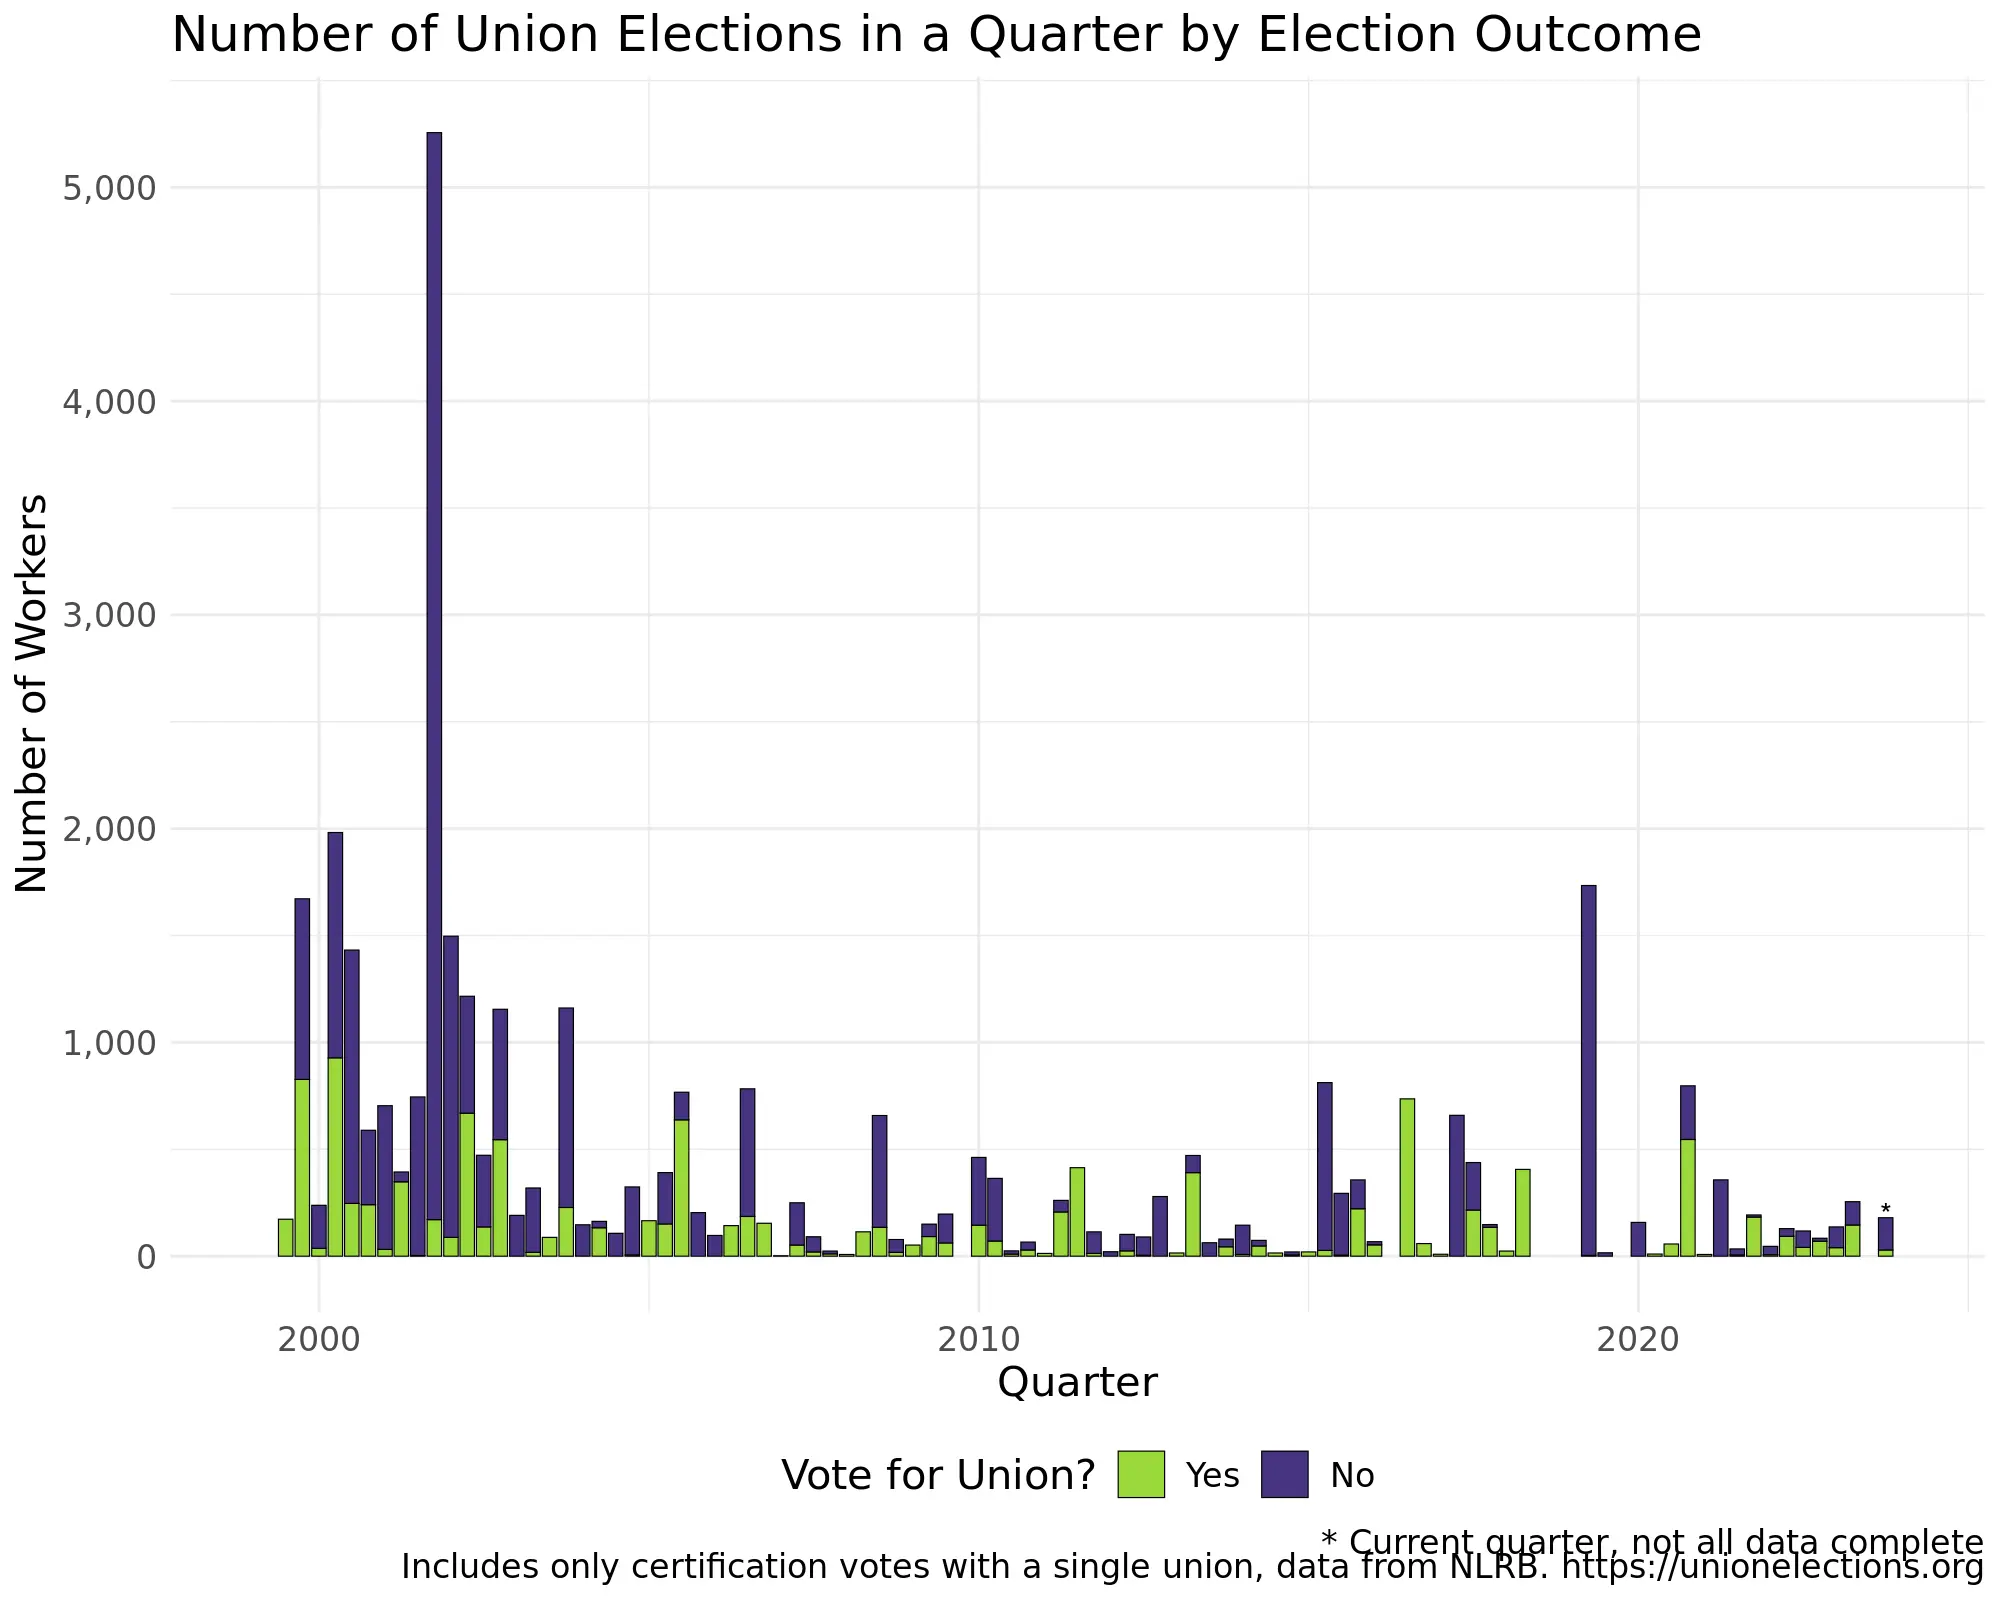 Number of Union Elections in a Quarter by Election Outcome
Number of Workers
5,000
4,000
3,000
2,000
1,000
0
*
2000 2010 2020
Quarter
Vote for Union? Yes No
* Current quarter, not all data complete
Includes only certification votes with a single union, data from NLRB. https://unionelections.org